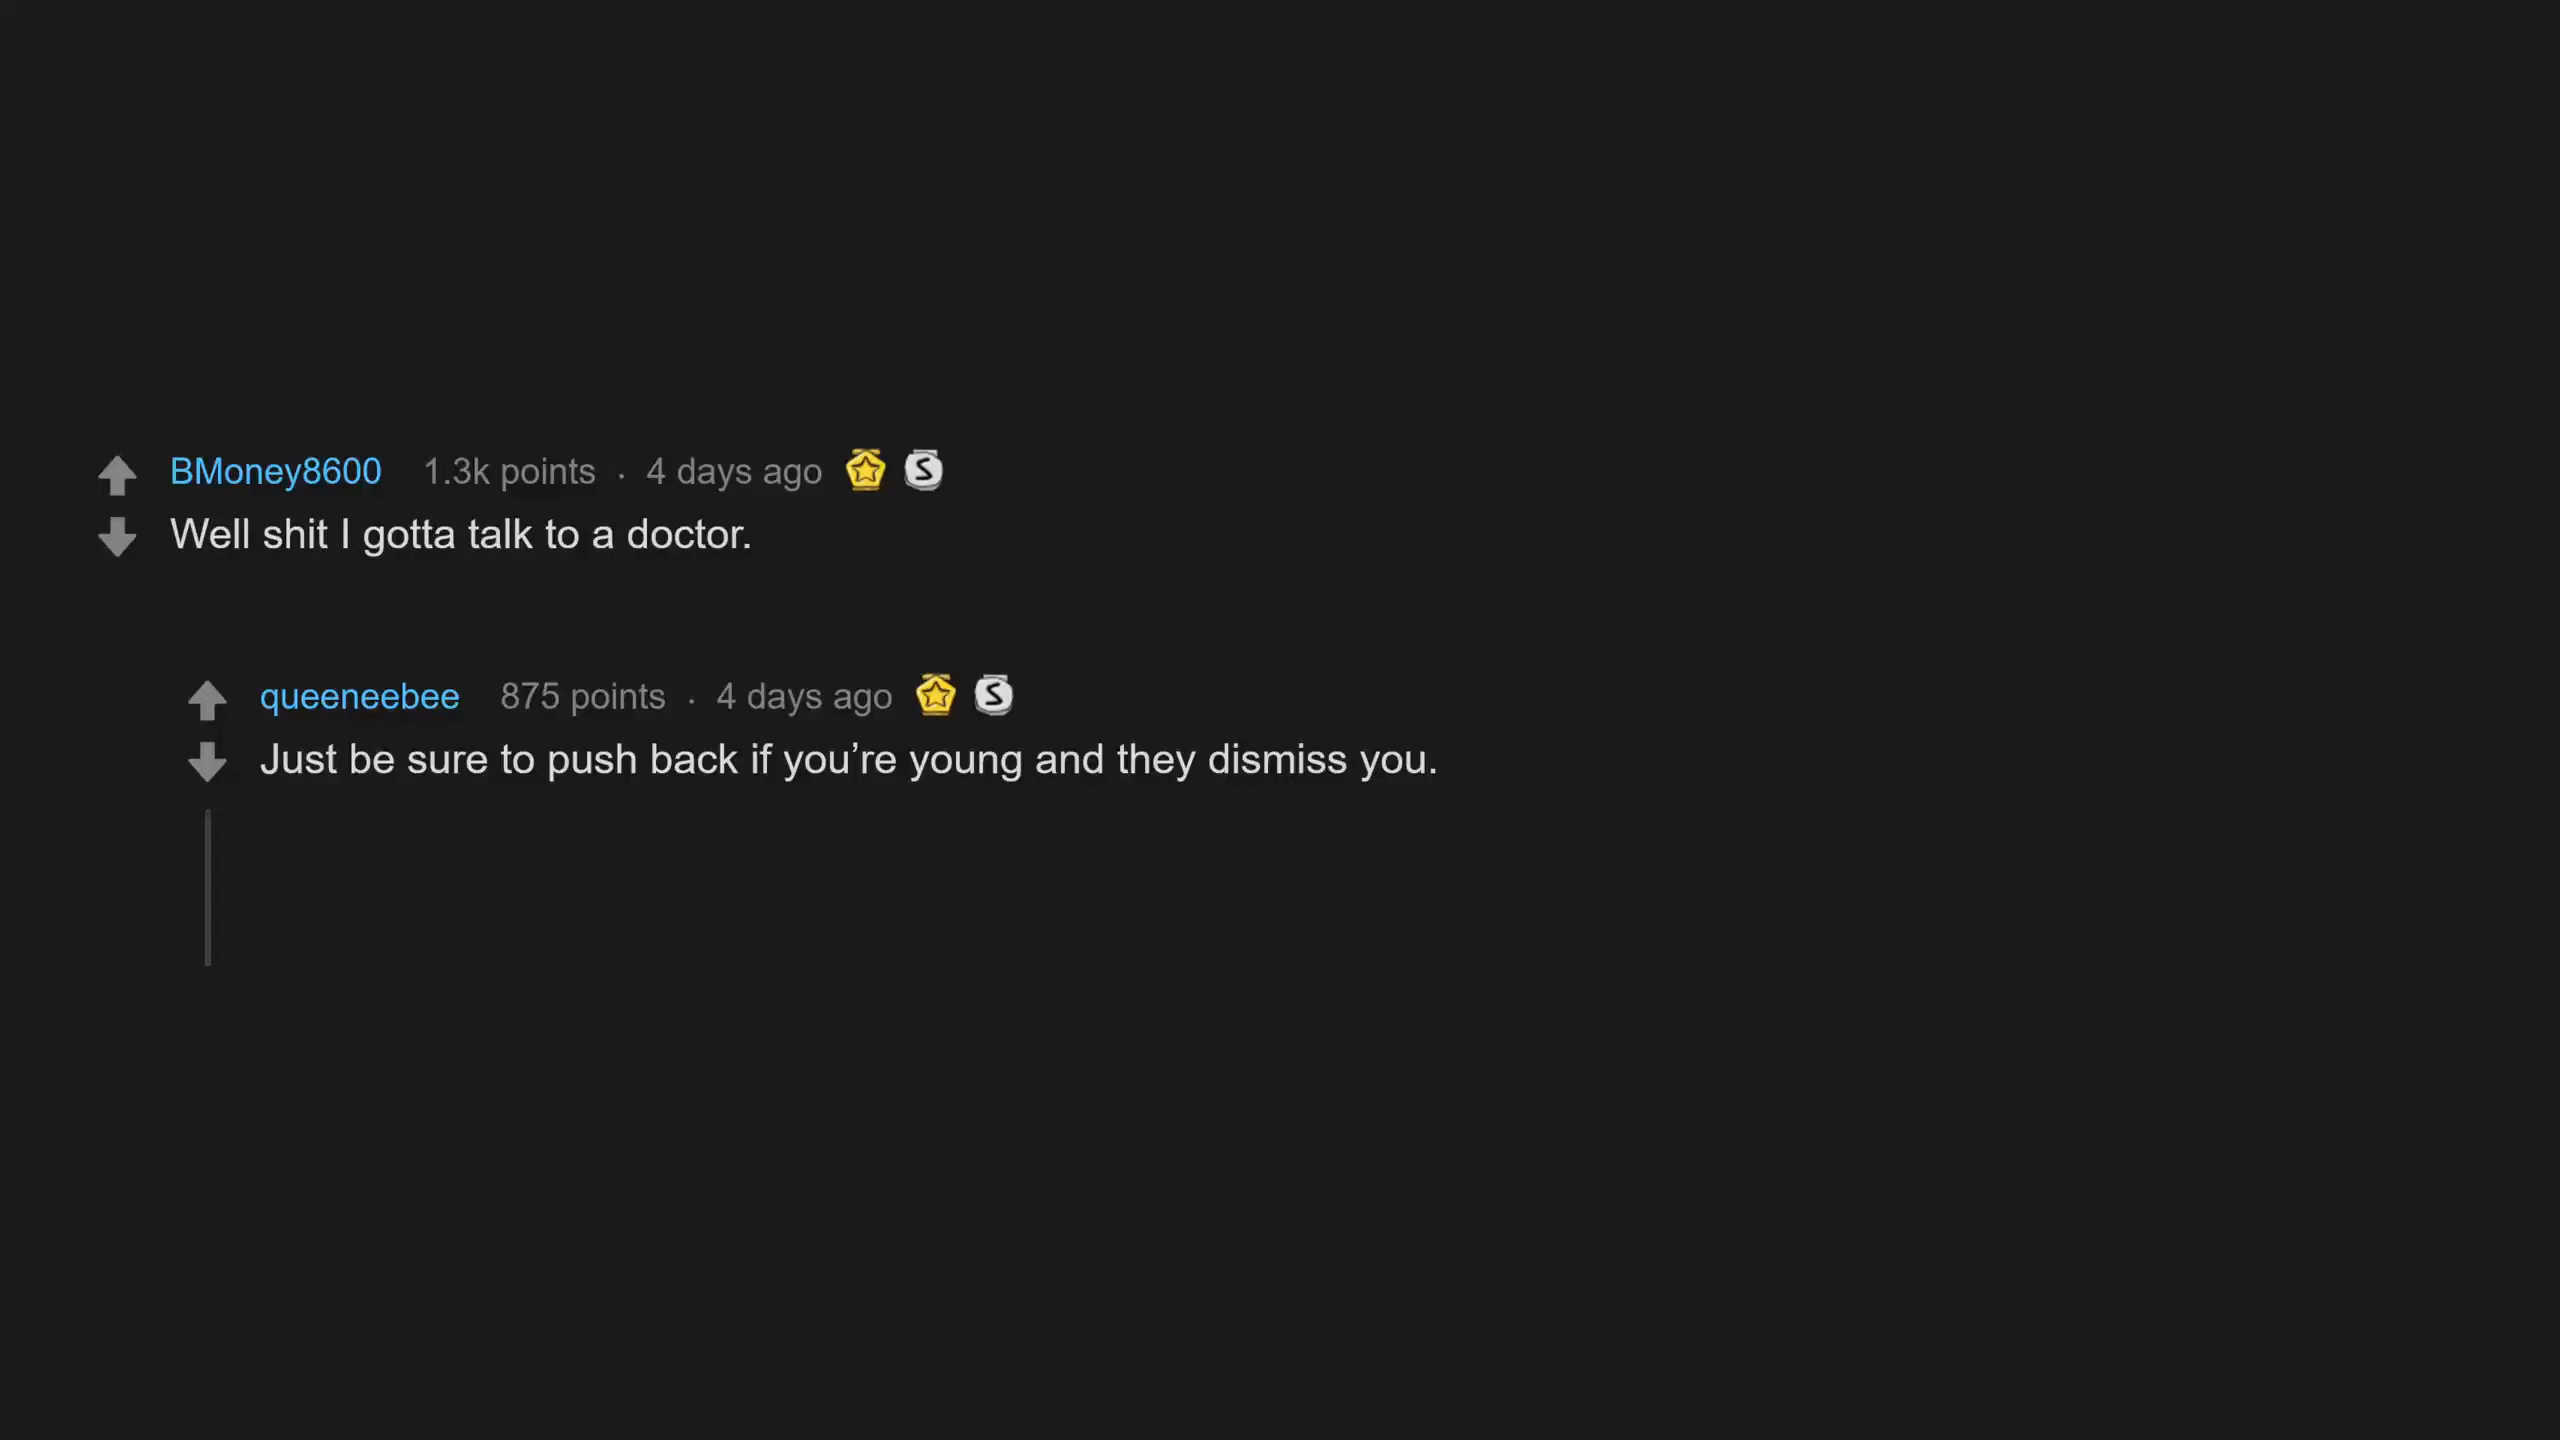 BMoney8600 1.3k points · 4 days ago S
Well shit I gotta talk to a doctor.
queeneebee 875 points · 4 days ago S
Just be sure to push back if you’re young and they dismiss you.